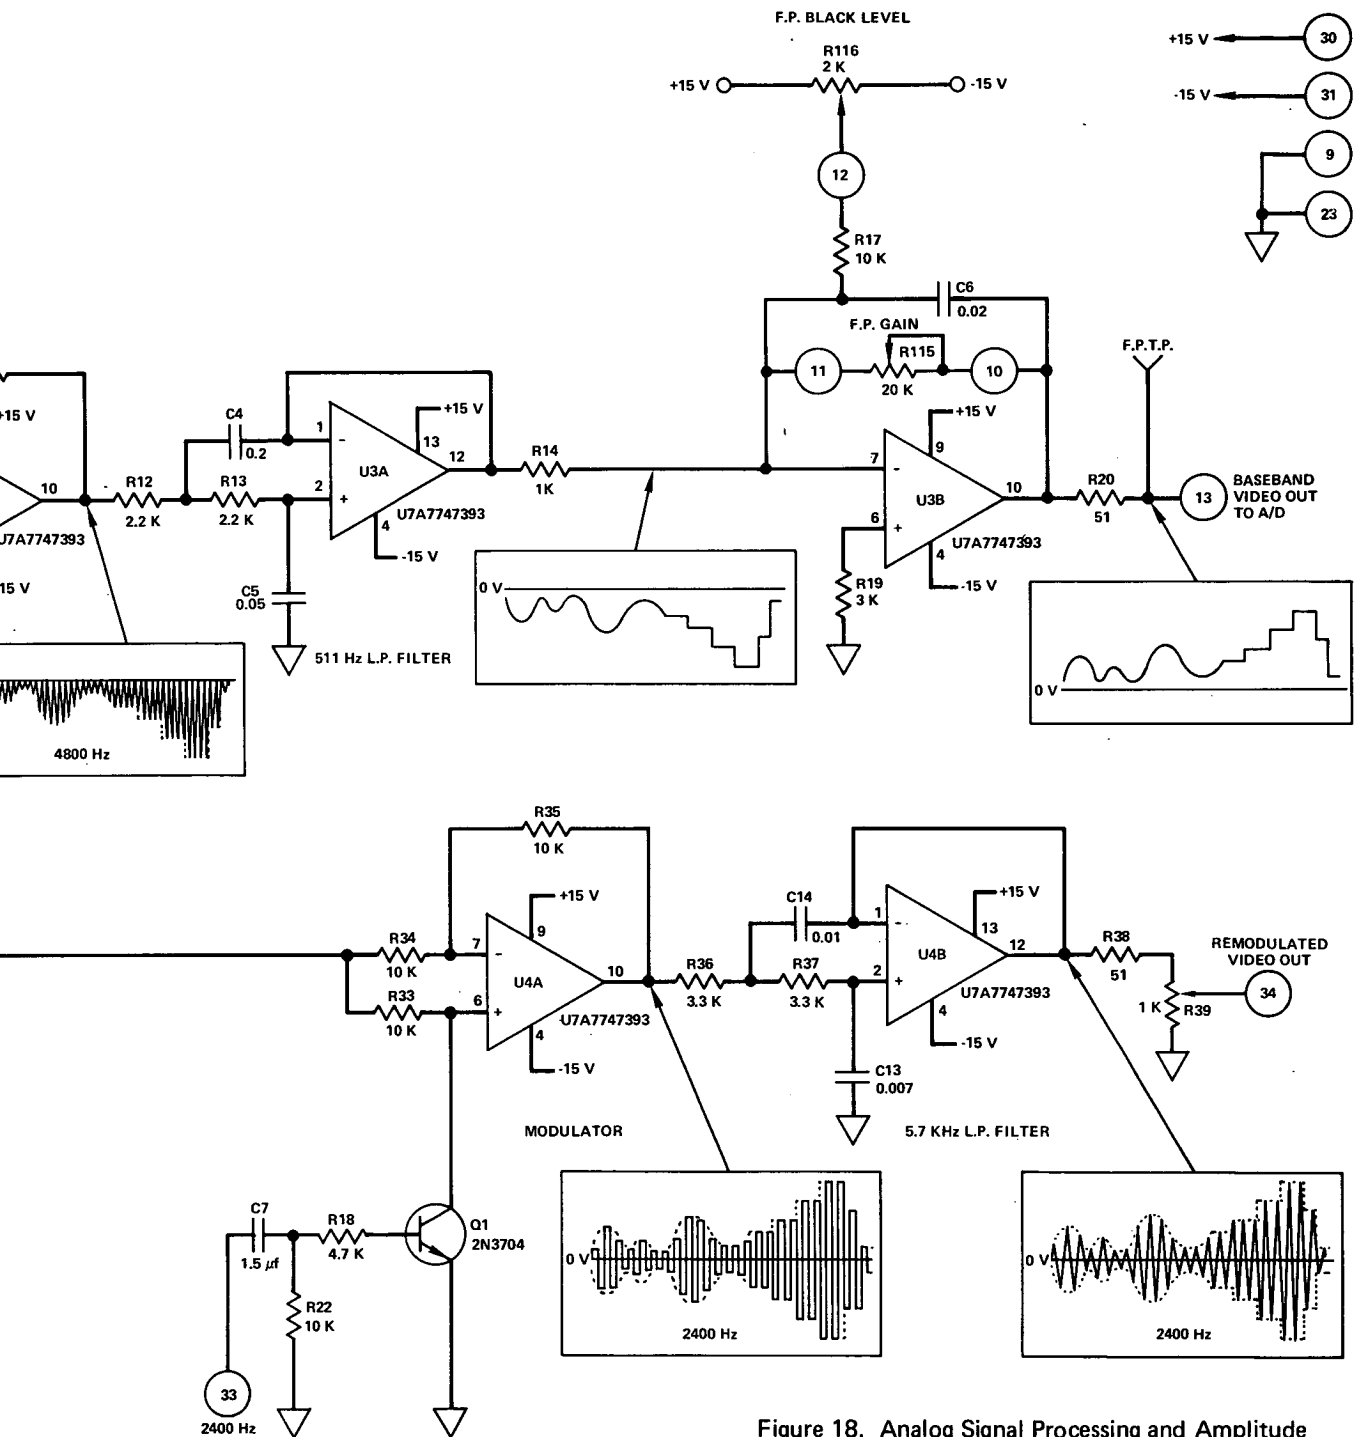 F.P. BLACK LEVEL
R116
2 K
+15 V
-15 V
+15 V
30
-15 V
31
9
23
12
R17
10 K
C6
0.02
F.P. GAIN
11
R115
20 K
10
F.P.T.P.
+15 V
C4
0.2
1
-
+15 V
13
U3A
12
2
+
4
U7A7747393
-15 V
R14
1K
7
-
+15 V
9
U3B
10
6
+
4
U7A7747393
-15 V
R20
51
13
BASEBAND
VIDEO OUT
TO A/D
10
R12
2.2 K
R13
2.2 K
U7A7747393
15 V
C5
0.05
R19
3 K
511 Hz L.P. FILTER
0 V
0 V
4800 Hz
R35
10 K
+15 V
9
R34
10 K
7
-
U4A
10
R33
10 K
6
+
4
U7A7747393
-15 V
R36
3.3 K
C14
0.01
R37
3.3 K
1
-
+15 V
13
U4B
12
2
+
4
U7A7747393
-15 V
R38
51
REMODULATED
VIDEO OUT
34
1 K
R39
C13
0.007
MODULATOR
5.7 KHz L.P. FILTER
C7
1.5 µf
R18
4.7 K
Q1
2N3704
R22
10 K
33
2400 Hz
0 V
2400 Hz
0 V
2400 Hz
Figure 18. Analog Signal Processing and Amplitude